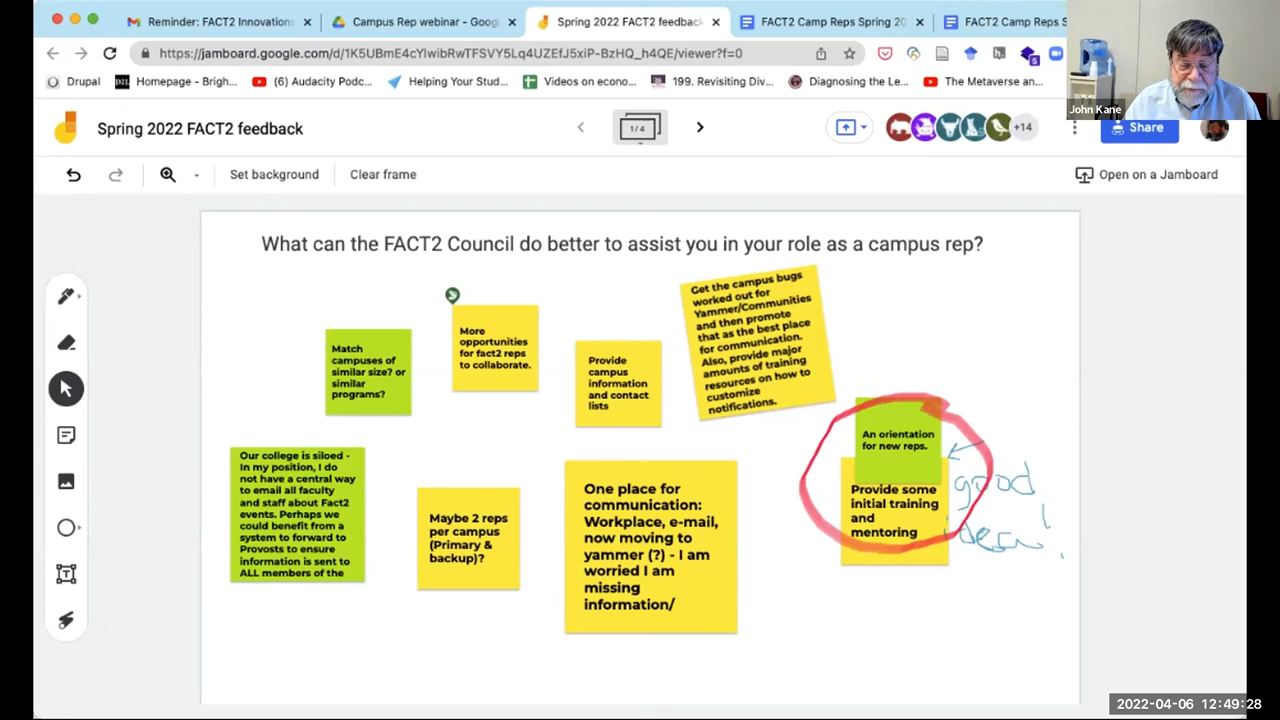 Reminder: FACT2 Innovations
Campus Rep webinar - Goog
Spring 2022 FACT2 feedback
FACT2 Camp Reps Spring 20
FACT2 Camp Reps S
https://jamboard.google.com/d/1K5UBmE4cYlwibRwTFSVY5Lq4UZEfJ5xiP-BzHQ_h4QE/viewer?f=0
5
Drupal
Homepage - Brigh...
(6) Audacity Podc...
Helping Your Stud...
Videos on econo...
199. Revisiting Div...
Diagnosing the Le...
The Metaverse an
John Kane
Spring 2022 FACT2 feedback
1/4
+14
Share
Set background
Clear frame
Open on a Jamboard
What can the FACT2 Council do better to assist you in your role as a campus rep?
Match
campuses of
similar size? or
similar
programs?
More
opportunities
for fact2 reps
to collaborate.
Provide
campus
information
and contact
lists
Get the campus bugs
worked out for
Yammer/Communities
and then promote
that as the best place
for communication.
Also, provide major
amounts of training
resources on how to
customize
notifications.
An orientation
for new reps.
Provide some
initial training
and
mentoring
good
idea
Our college is siloed -
In my position, I do
not have a central way
to email all faculty
and staff about Fact2
events. Perhaps we
could benefit from a
system to forward to
Provosts to ensure
information is sent to
ALL members of the
Maybe 2 reps
per campus
(Primary &
backup)?
One place for
communication:
Workplace, e-mail,
now moving to
yammer (?) - I am
worried I am
missing
information/
2022-04-06 12:49:28